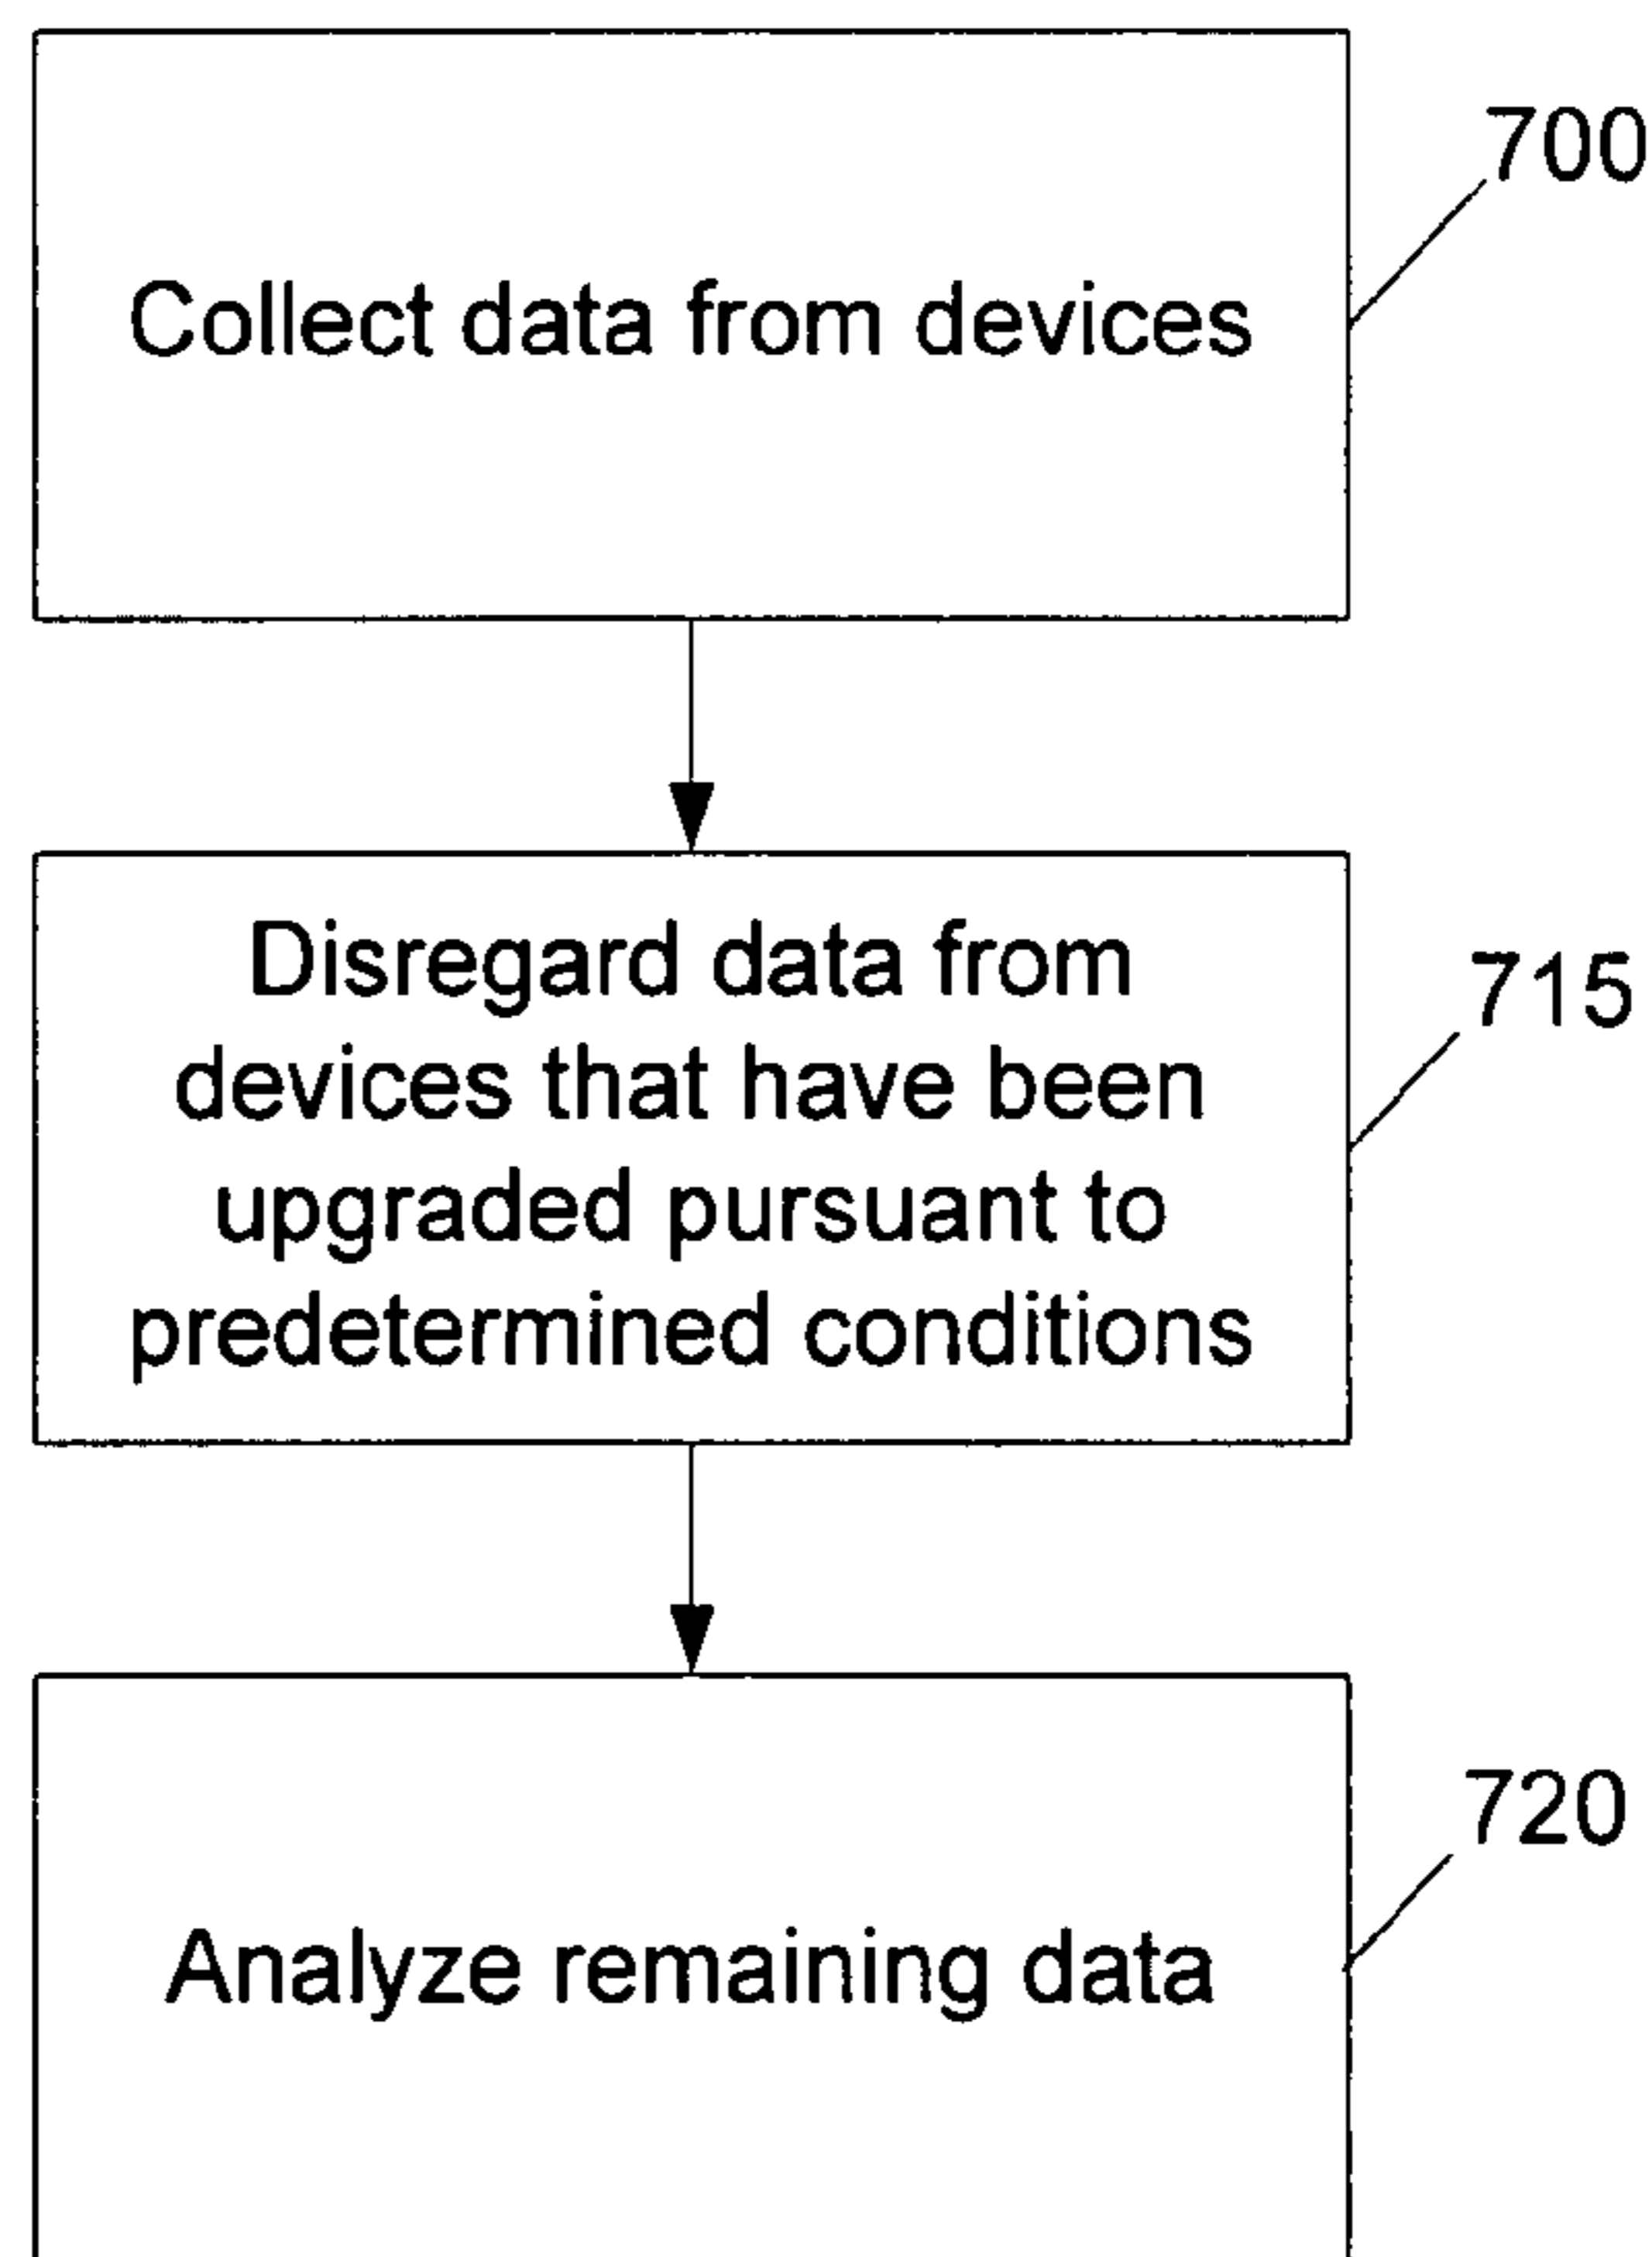 700
Collect data from devices
Disregard data from
devices that have been
upgraded pursuant to
predetermined conditions
715
720
Analyze remaining data